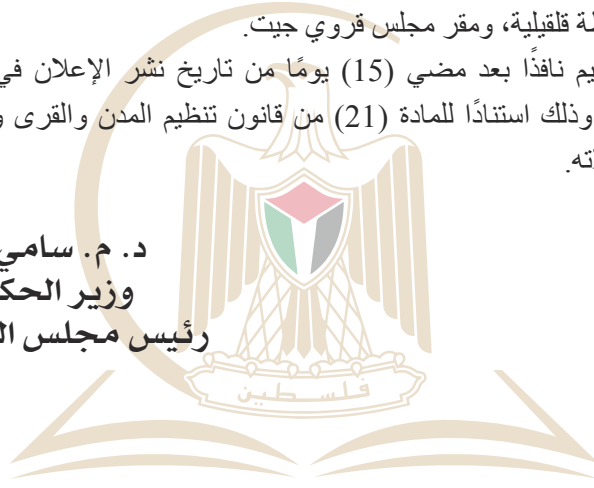 لة قلقيلية، ومقر مجلس قروي جيت.
يم نافذًا بعد مضي (15) يومًا من تاريخ نشر الإعلان في
وذلك استنادًا للمادة (21) من قانون تنظيم المدن والقرى و
ته.
د. م. سامي
وزير الحك
رئيس مجلس ال
فلسطين